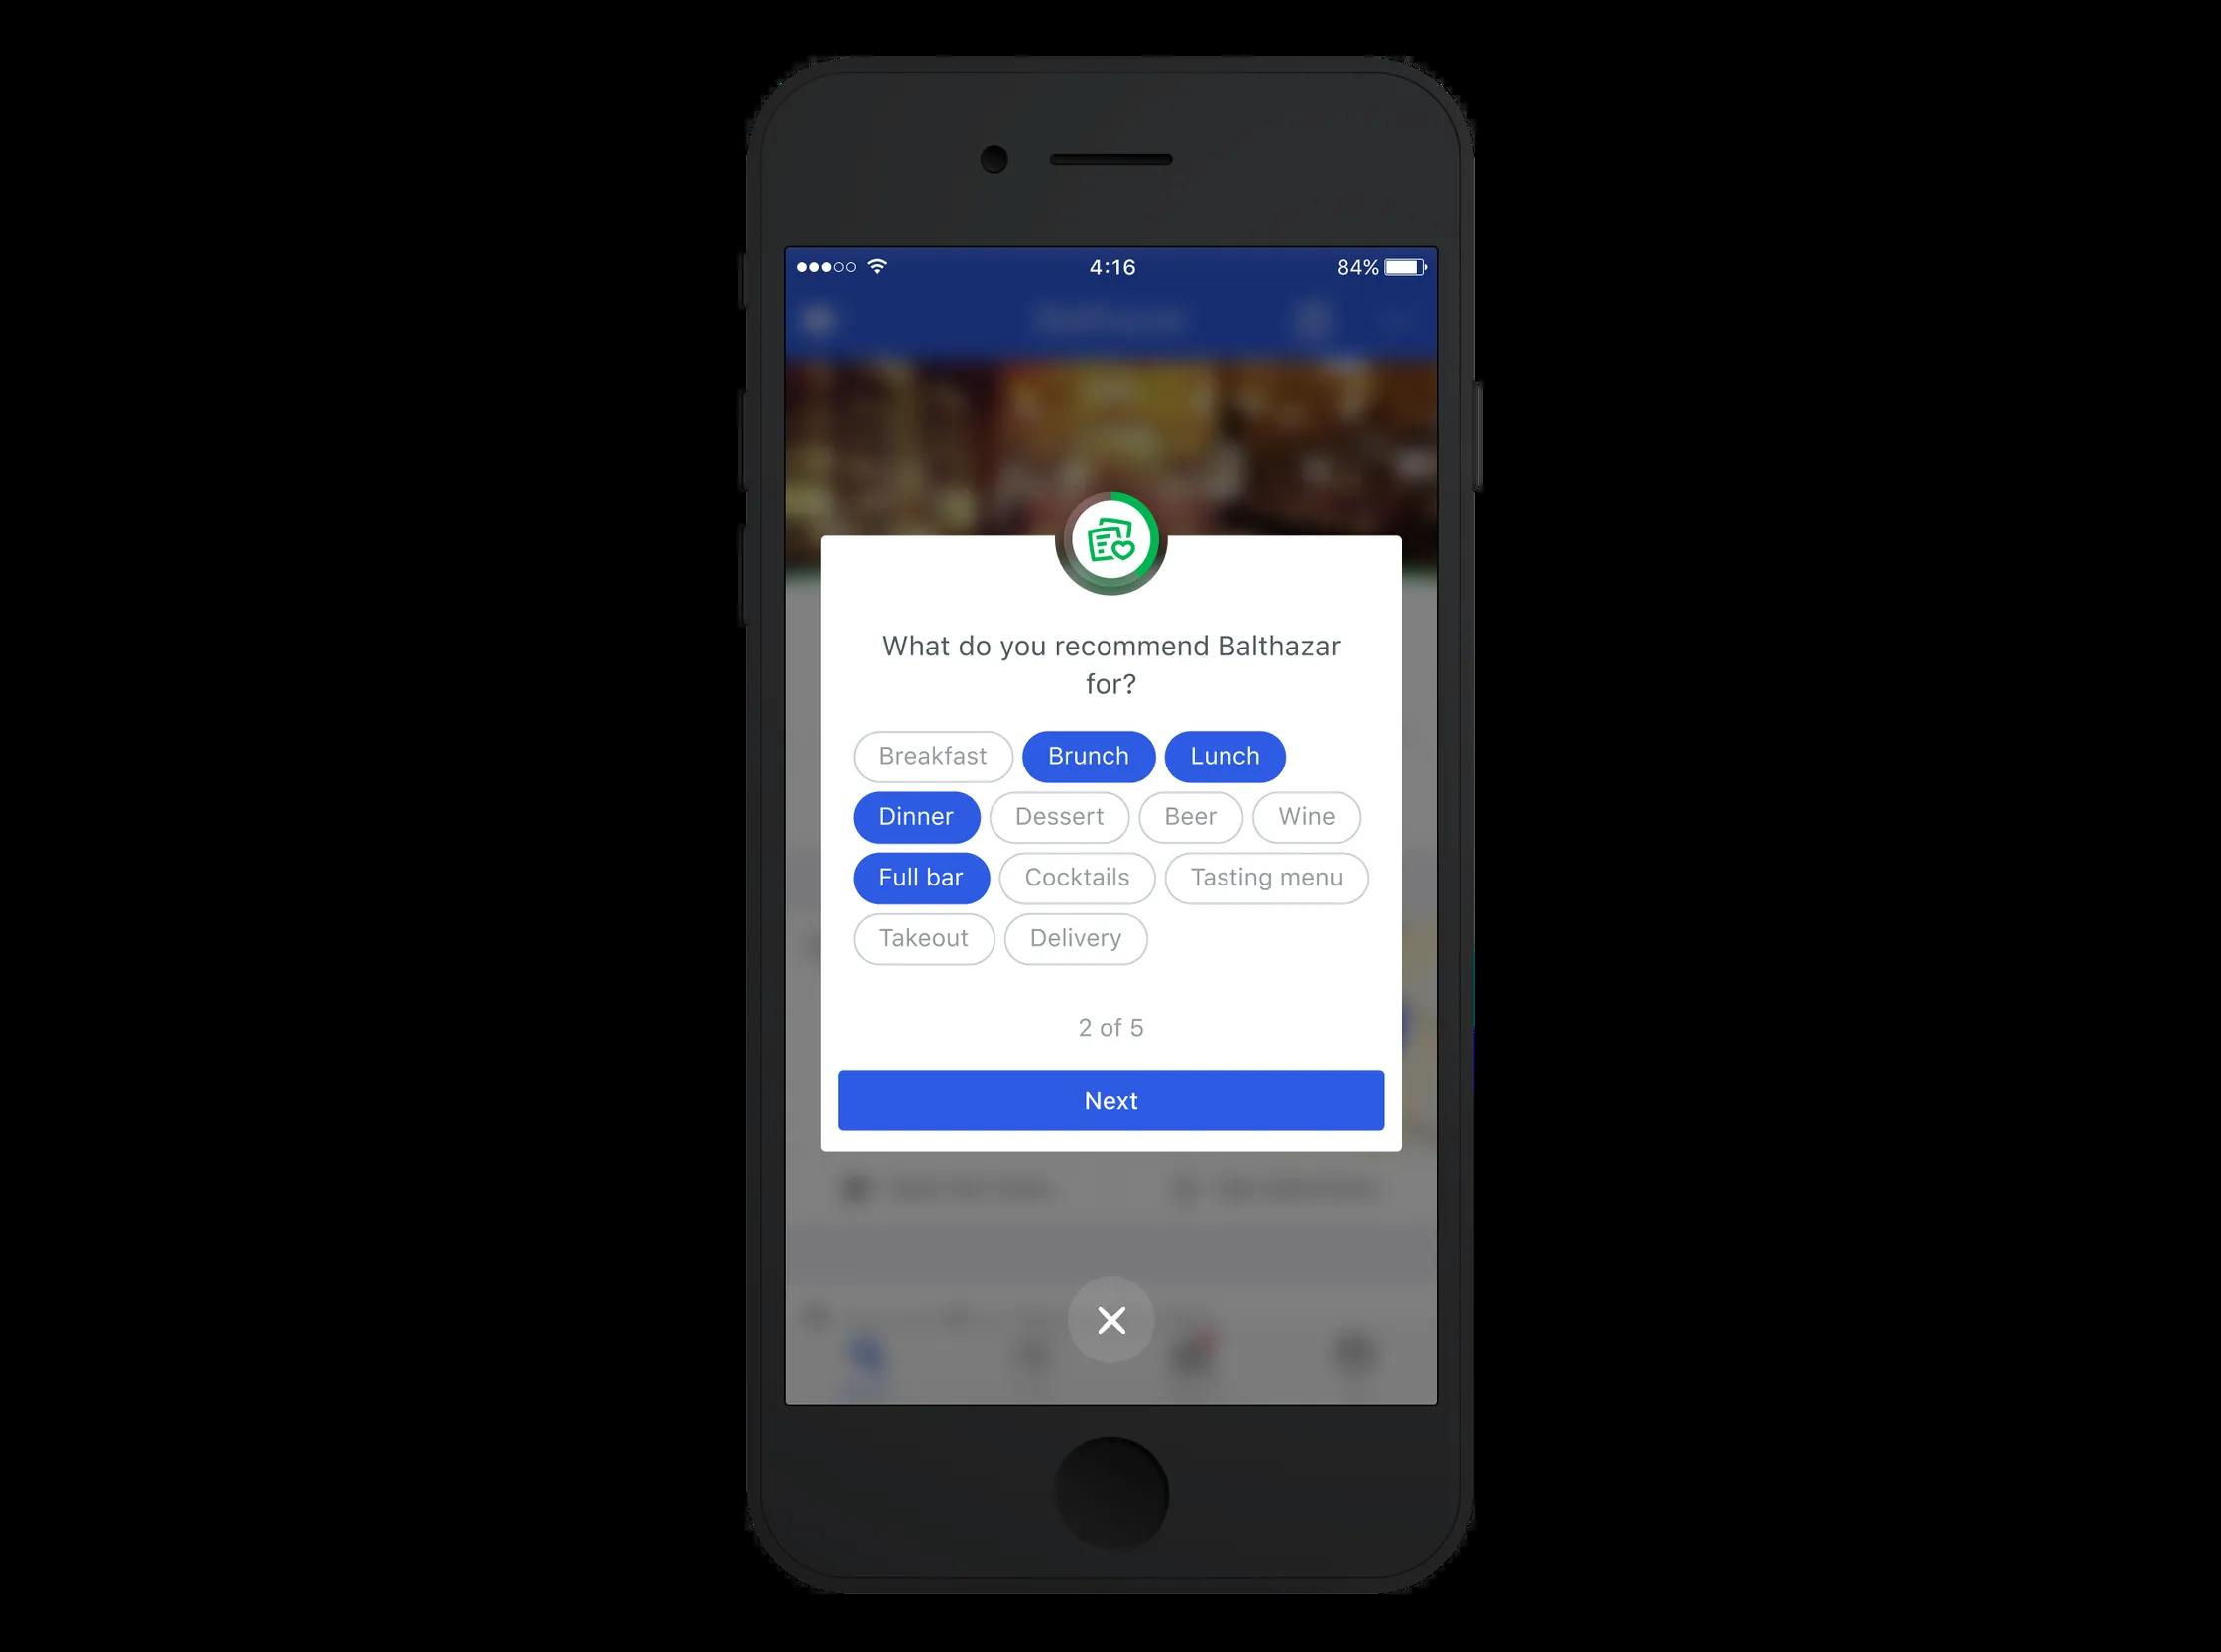 4:16 84%
What do you recommend Balthazar
for?
Breakfast Brunch Lunch
Dinner Dessert Beer Wine
Full bar Cocktails Tasting menu
Takeout Delivery
2 of 5
Next